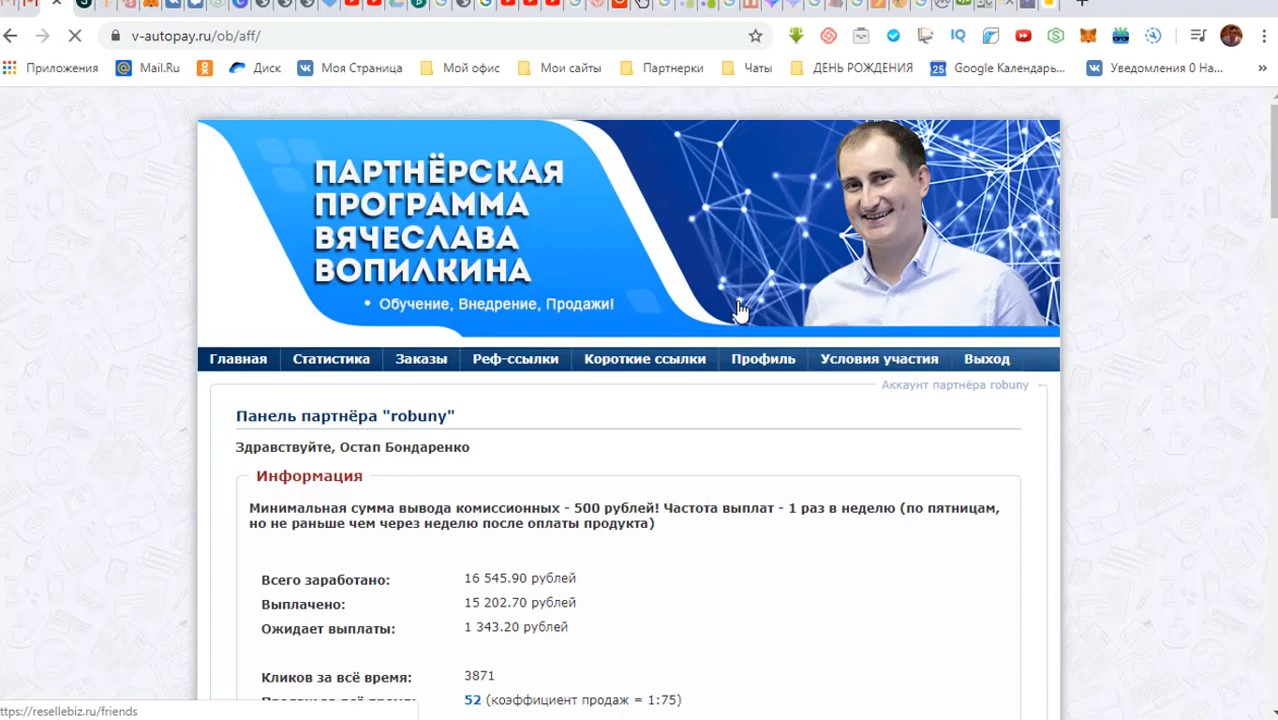 v-autopay.ru/ob/aff/
Приложения Mail.Ru Диск Моя Страница Мой офис Мои сайты Партнерки Чаты ДЕНЬ РОЖДЕНИЯ 25 Google Календарь... Уведомления 0 На... »
ПАРТНЁРСКАЯ
ПРОГРАММА
ВЯЧЕСЛАВА
ВОПИЛКИНА
• Обучение, Внедрение, Продажи!
Главная Статистика Заказы Реф-ссылки Короткие ссылки Профиль Условия участия Выход
Аккаунт партнёра robuny
Панель партнёра "robuny"
Здравствуйте, Остап Бондаренко
Информация
Минимальная сумма вывода комиссионных - 500 рублей! Частота выплат - 1 раз в неделю (по пятницам,
но не раньше чем через неделю после оплаты продукта)
Всего заработано: 16 545.90 рублей
Выплачено: 15 202.70 рублей
Ожидает выплаты: 1 343.20 рублей
Кликов за всё время: 3871
52 (коэффициент продаж = 1:75)
ttps://resellebiz.ru/friends